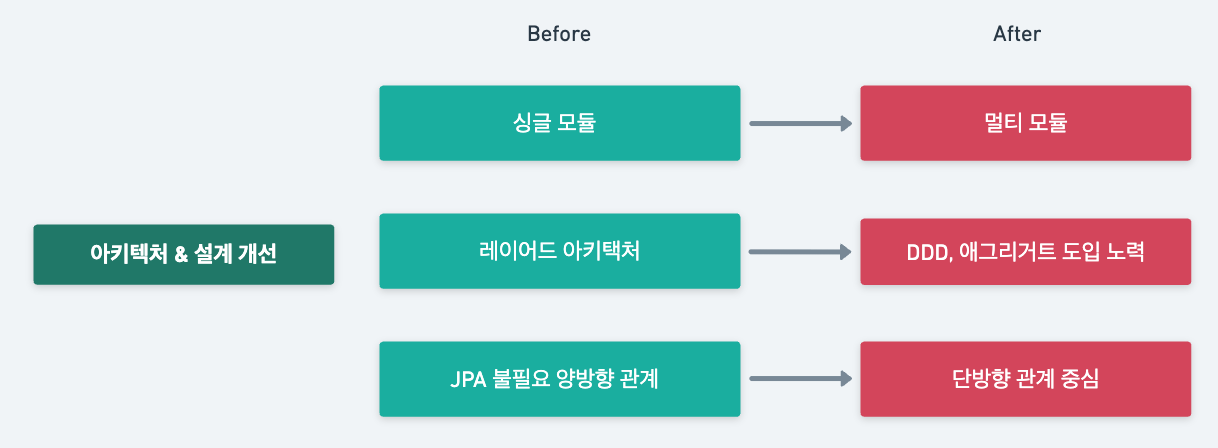 Before
After
싱글 모듈
멀티 모듈
아키텍처 & 설계 개선
레이어드 아키택처
DDD, 애그리거트 도입 노력
JPA 불필요 양방향 관계
단방향 관계 중심